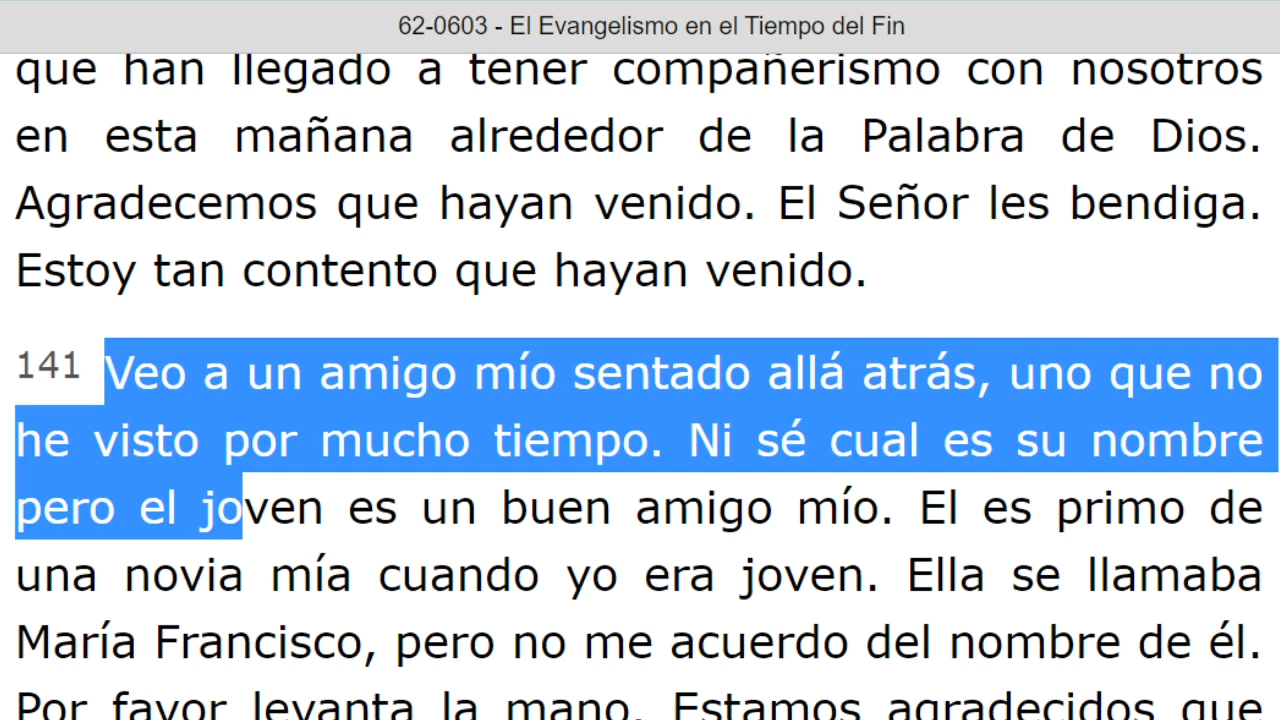 62-0603 - El Evangelismo en el Tiempo del Fin
que han llegado a tener compañerismo con nosotros
en esta mañana alrededor de la Palabra de Dios.
Agradecemos que hayan venido. El Señor les bendiga.
Estoy tan contento que hayan venido.
141 Veo a un amigo mío sentado allá atrás, uno que no
he visto por mucho tiempo. Ni sé cual es su nombre
pero el joven es un buen amigo mío. El es primo de
una novia mía cuando yo era joven. Ella se llamaba
María Francisco, pero no me acuerdo del nombre de él.
Por favor levanta la mano. Estamos agradecidos que